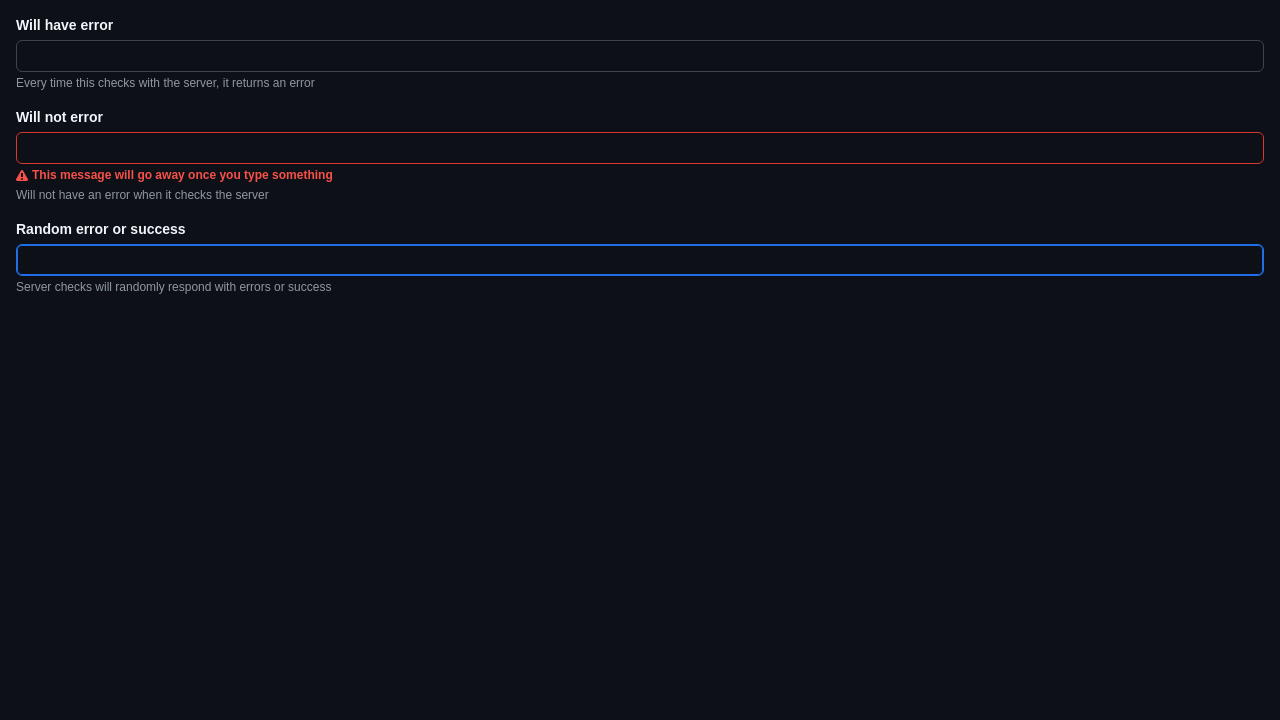 Will have error
Every time this checks with the server, it returns an error
Will not error
This message will go away once you type something
Will not have an error when it checks the server
Random error or success
Server checks will randomly respond with errors or success